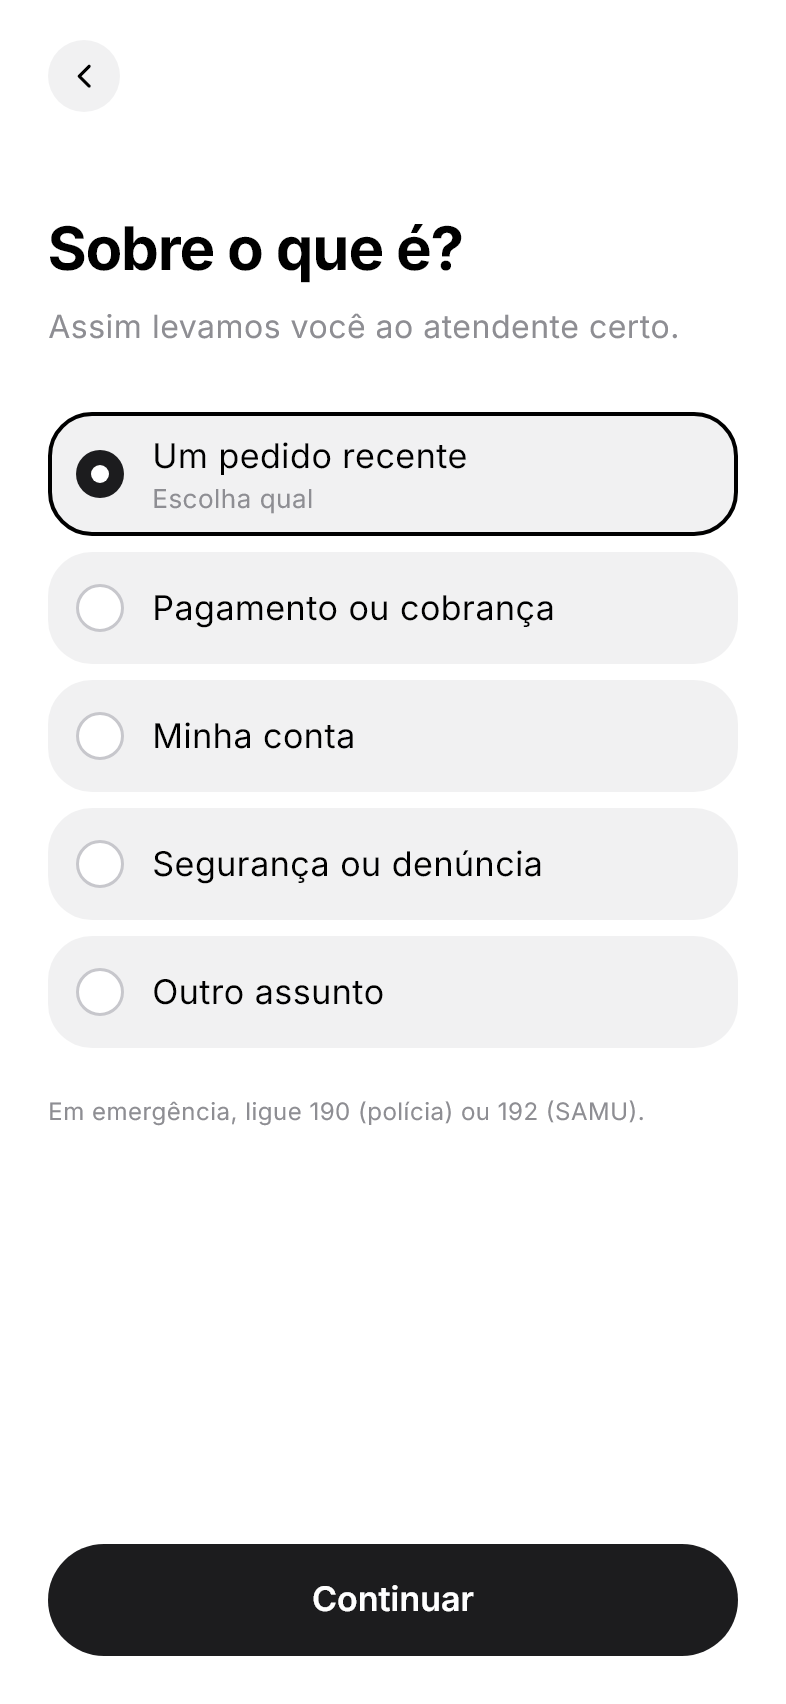 Sobre o que é?
Assim levamos você ao atendente certo.
Um pedido recente
Escolha qual
Pagamento ou cobrança
Minha conta
Segurança ou denúncia
Outro assunto
Em emergência, ligue 190 (polícia) ou 192 (SAMU).
Continuar